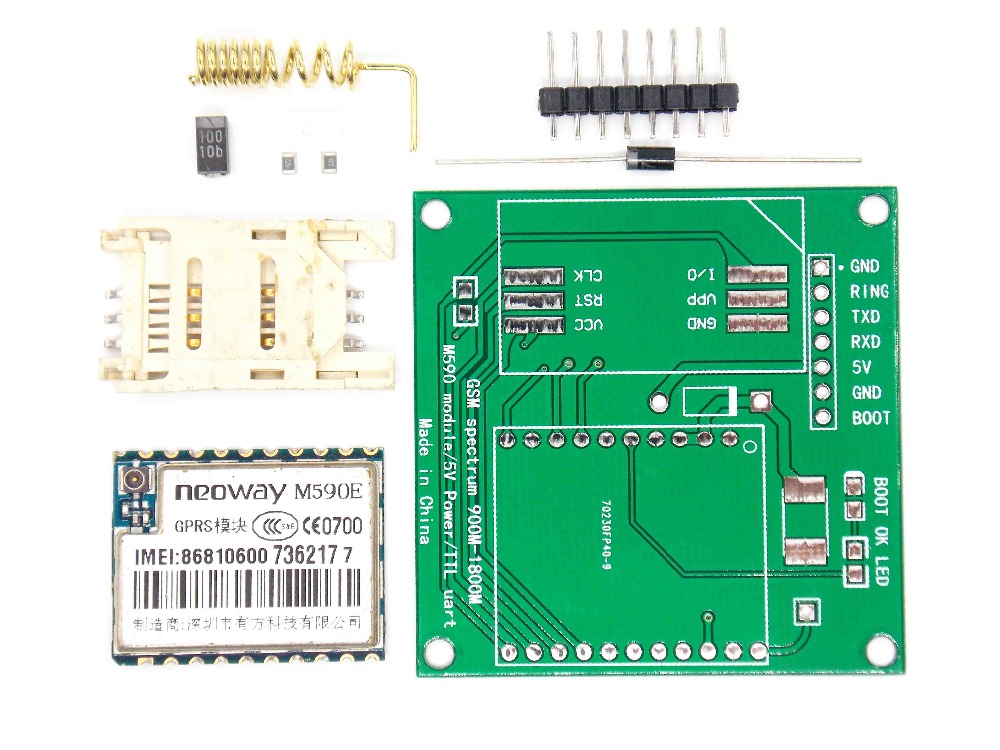 100
10b
GND
RING
TXD
RXD
5V
GND
BOOT
CLK
RST
VCC
I/O
VPP
GND
M590 module/5V Power/TTL uart
GSM spectrum 900M-1800M
Made in China
70230FP40-9
BOOT OK LED
neoway M590E
GPRS模块 CCC S&E CE0700
IMEI:86810600 736217 7
制造商:深圳市有方科技有限公司